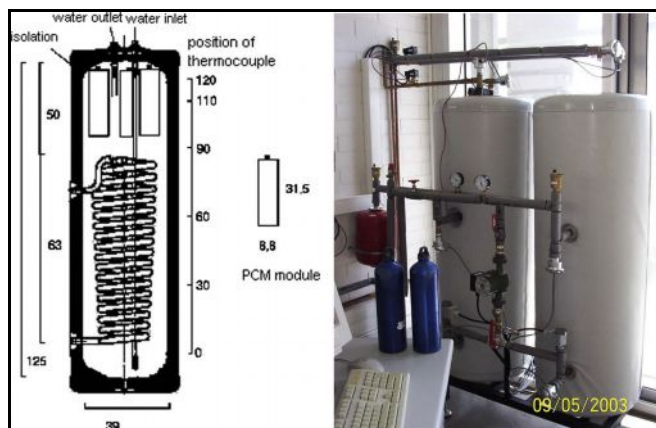 water outlet water inlet
isolation
position of
thermocouple
120
110
90
60
30
0
50
63
125
39
31,5
8,8
PCM module
09/05/2003